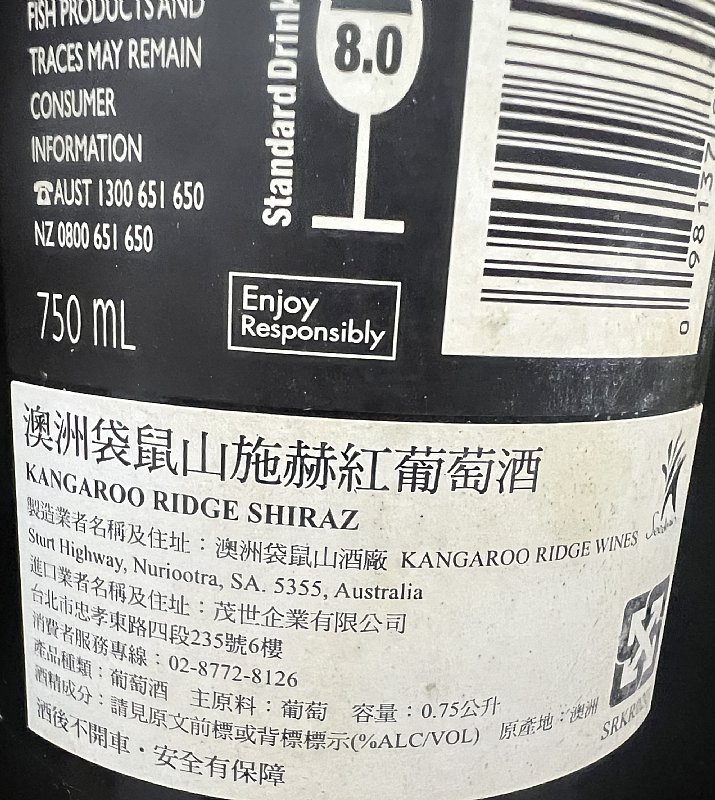 FISH PRODUCTS AND
TRACES MAY REMAIN
CONSUMER
INFORMATION
☎AUST 1300 651 650
NZ 0800 651 650
750 mL
Standard Drink
8.0
Enjoy
Responsibly
0 98137
澳洲袋鼠山施赫紅葡萄酒
KANGAROO RIDGE SHIRAZ
製造業者名稱及住址：澳洲袋鼠山酒廠 KANGAROO RIDGE WINES
Sturt Highway, Nuriootra, SA. 5355, Australia
進口業者名稱及住址：茂世企業有限公司
台北市忠孝東路四段235號6樓
消費者服務專線：02-8772-8126
產品種類：葡萄酒 主原料：葡萄 容量：0.75公升 原產地：澳洲
酒精成分：請見原文前標或背標標示(%ALC/VOL)
酒後不開車・安全有保障